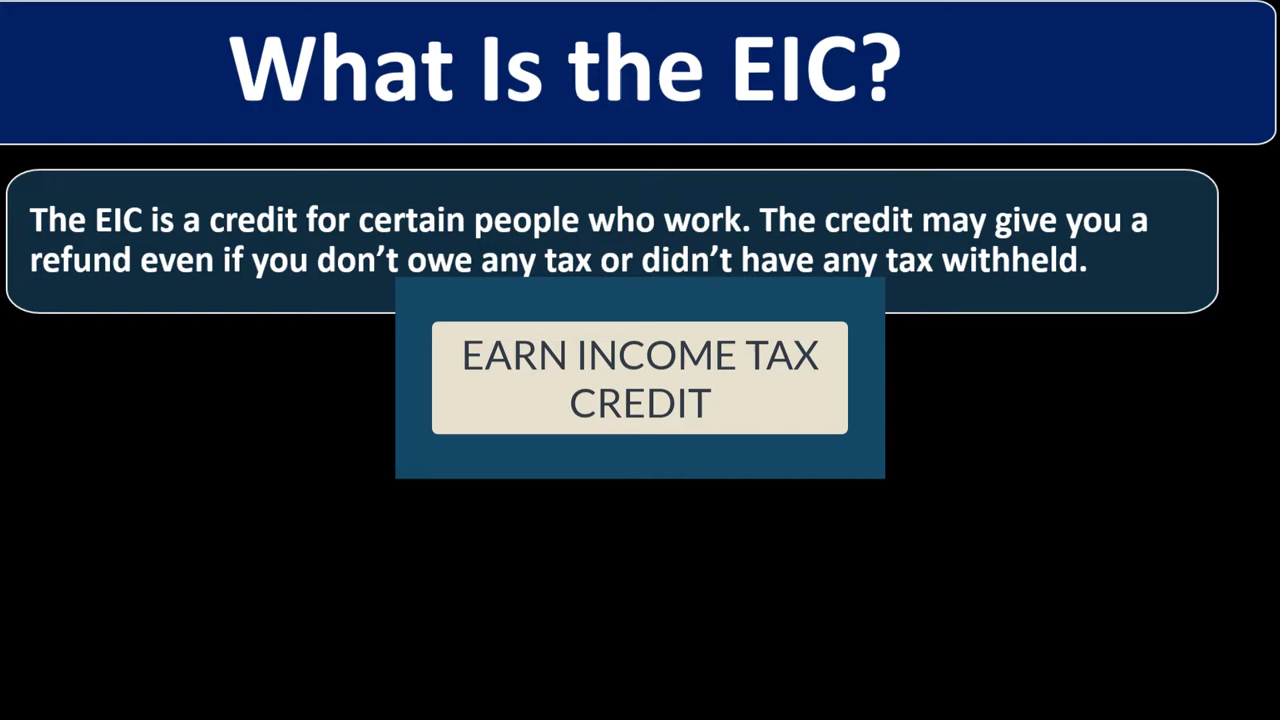 What Is the EIC?
The EIC is a credit for certain people who work. The credit may give you a
refund even if you don’t owe any tax or didn’t have any tax withheld.
EARN INCOME TAX
CREDIT